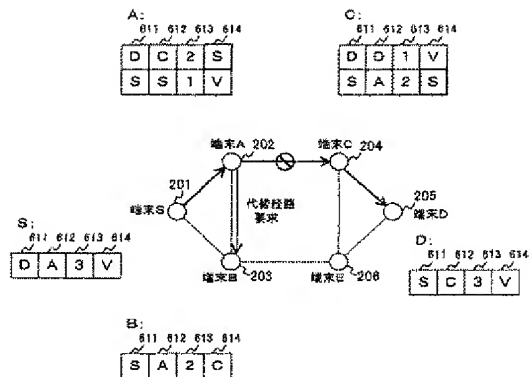 A:
611 612 613 614
D C 2 S
S S 1 V
C:
611 612 613 614
D D 1 V
S A 2 S
端末A 202
端末C 204
201
端末S
代替経路
要求
205
端末D
端末B 203
端末E 206
S:
611 612 613 614
D A 3 V
D:
611 612 613 614
S C 3 V
B:
611 612 613 614
S A 2 C